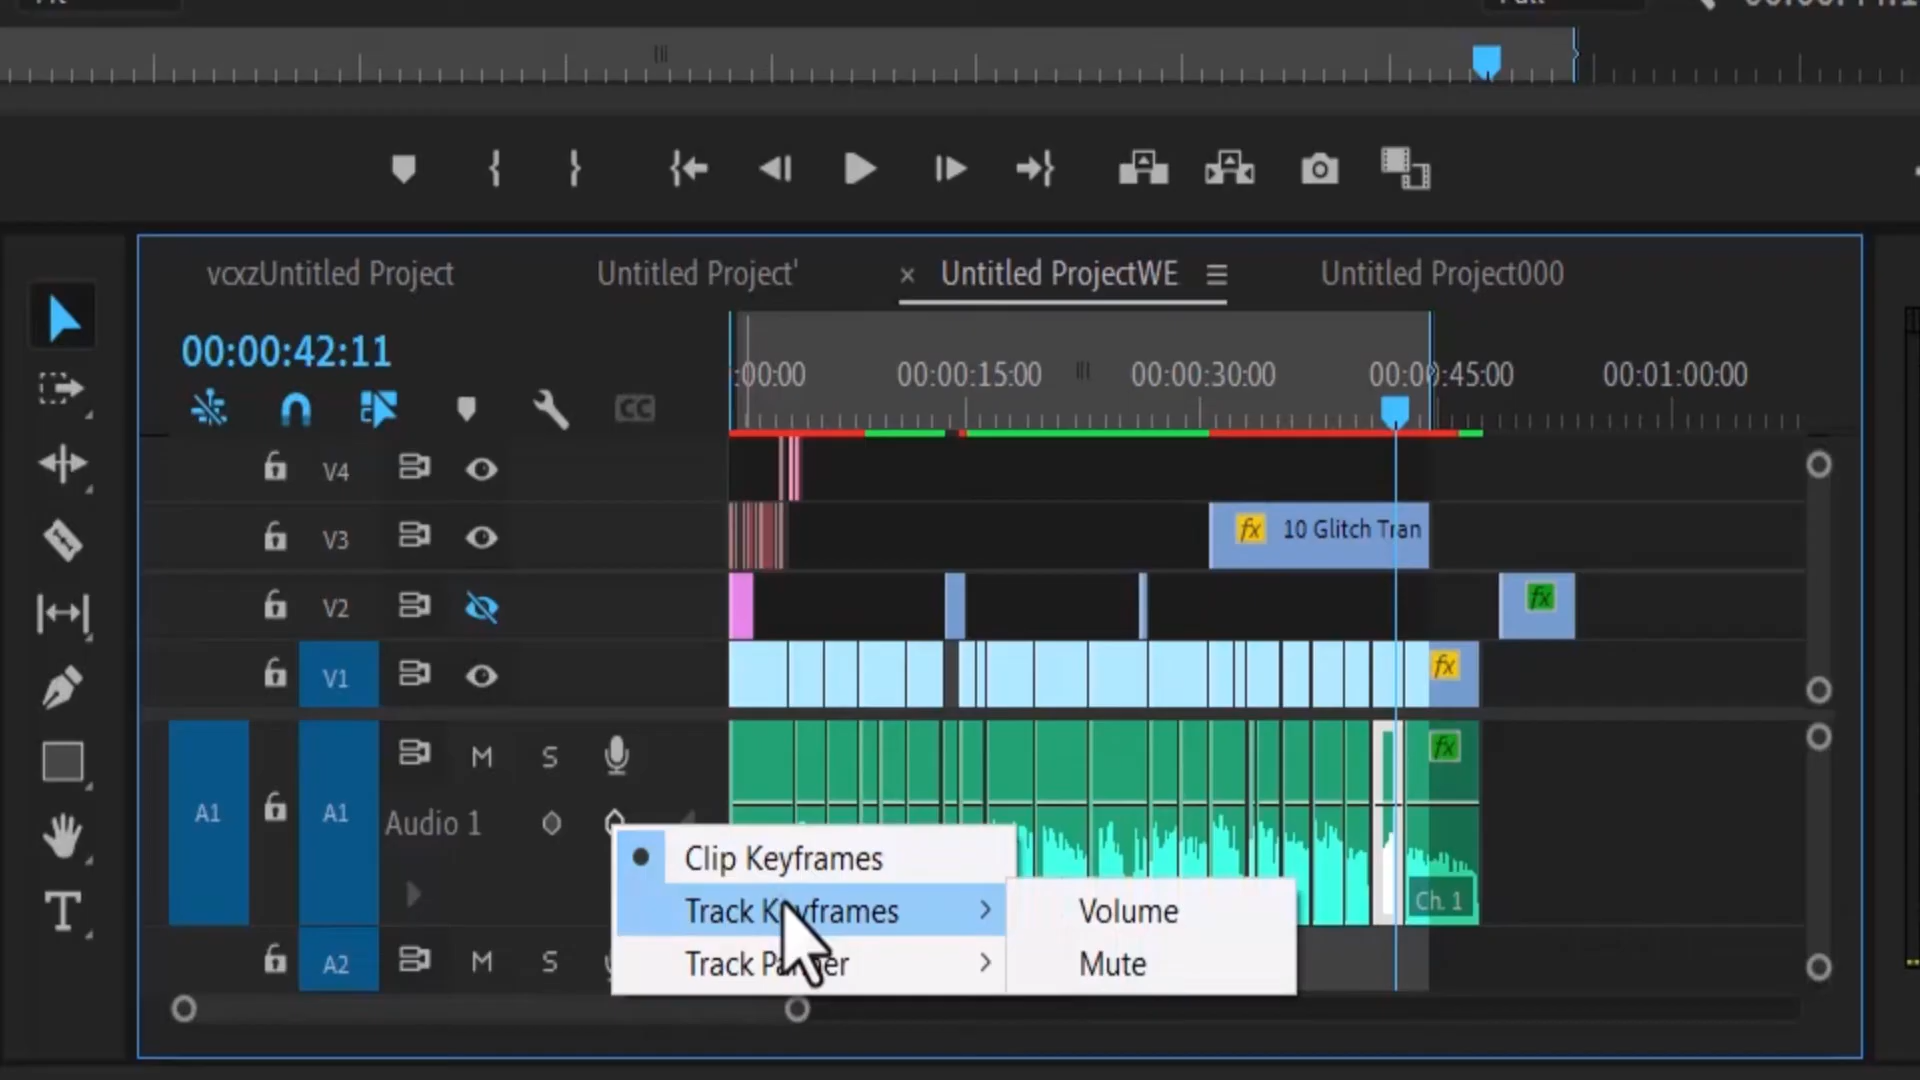 vcxzUntitled Project
Untitled Project'
× Untitled ProjectWE
Untitled Project000
00:00:42:11
:00:00
00:00:15:00
00:00:30:00
00:00:45:00
00:01:00:00
CC
V4
V3
fx 10 Glitch Tran
V2
fx
V1
fx
A1
A1
M
S
fx
Audio 1
Ch. 1
Clip Keyframes
Track Keyframes
Volume
A2
M
S
Track
Mute
T